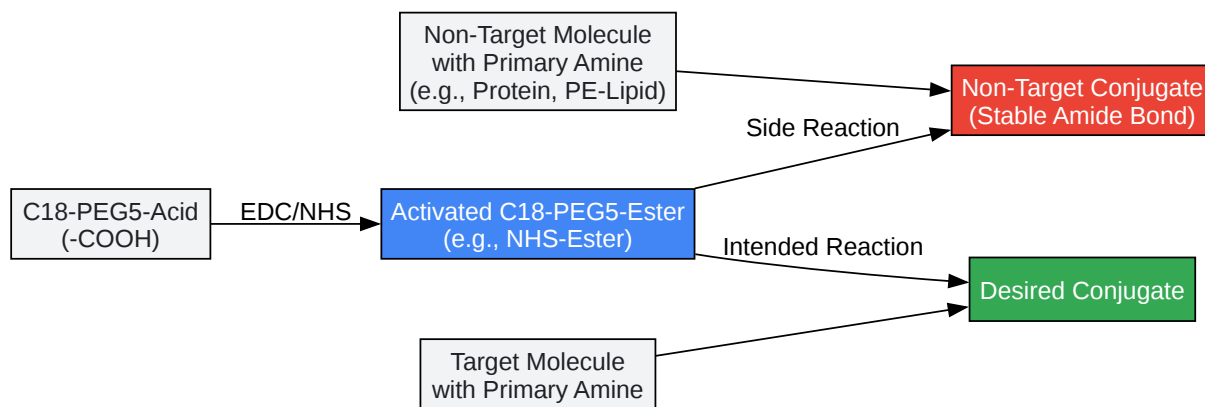 Non-Target Molecule
with Primary Amine
(e.g., Protein, PE-Lipid)
Non-Target Conjugate
(Stable Amide Bond)
Side Reaction
C18-PEG5-Acid
(-COOH)
EDC/NHS
Activated C18-PEG5-Ester
(e.g., NHS-Ester)
Intended Reaction
Desired Conjugate
Target Molecule
with Primary Amine